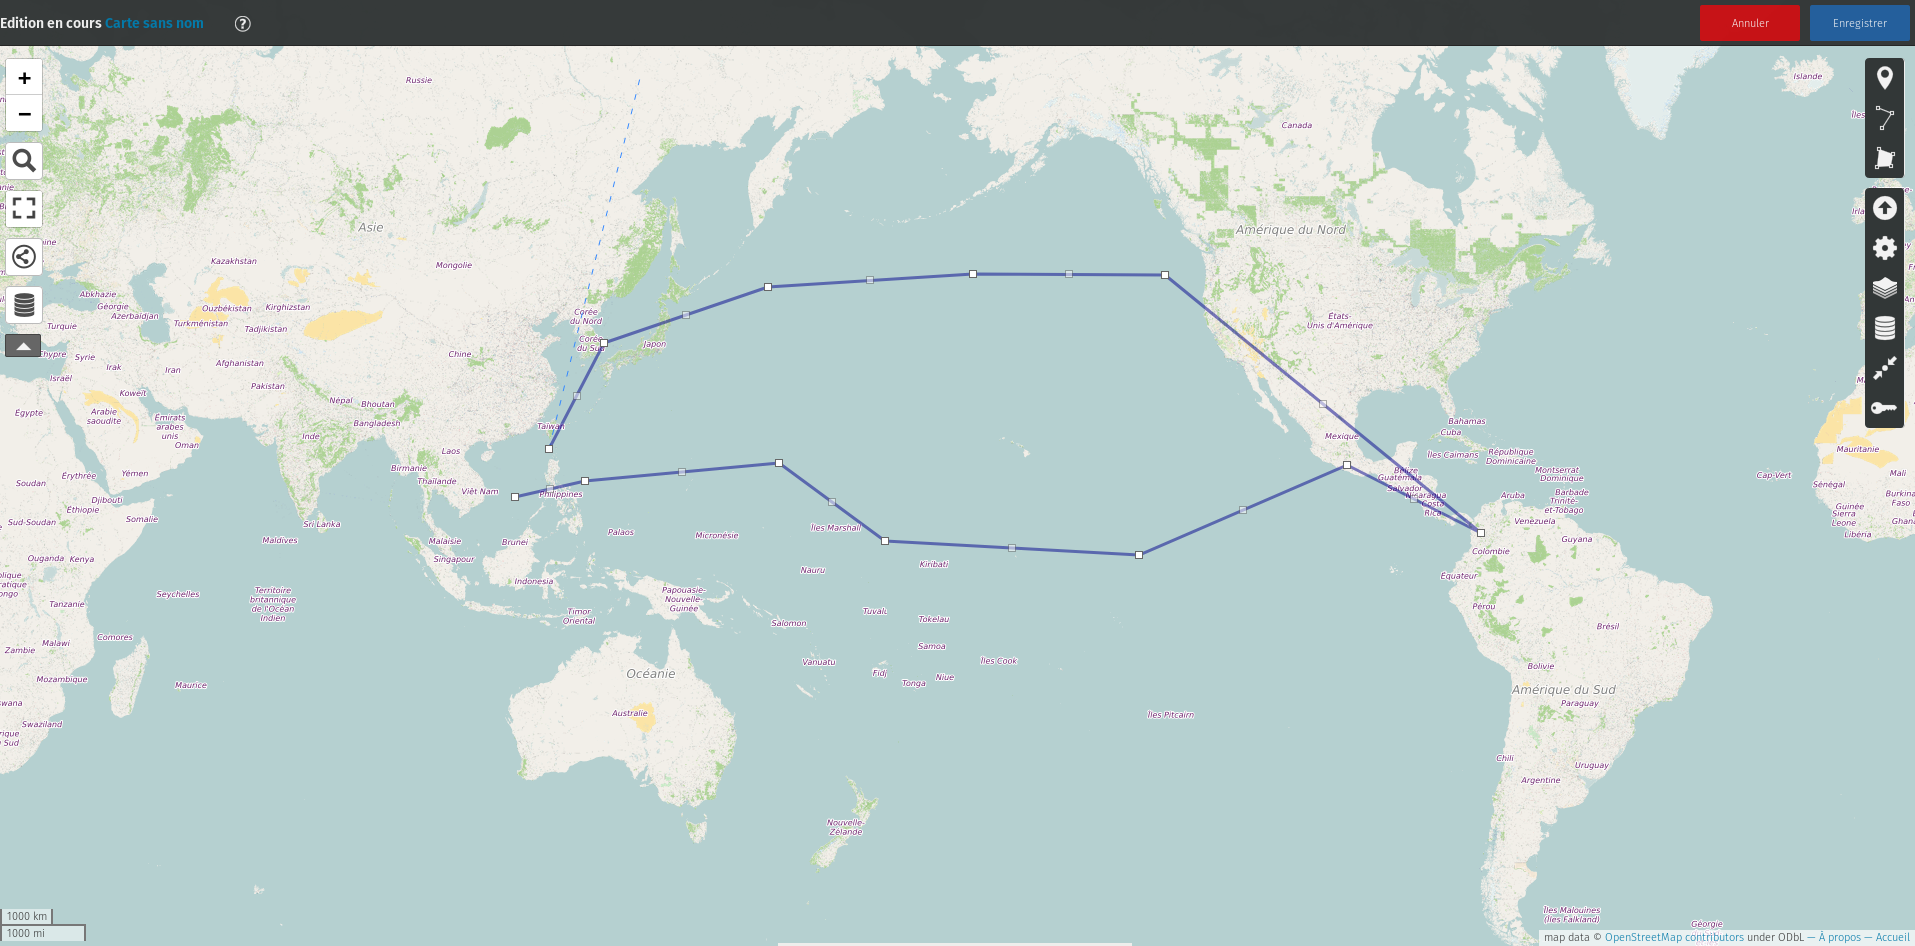 Edition en cours Carte sans nom
?
Annuler
Enregistrer
+
−
Russie
Islande
Canada
Asie
Amérique du Nord
Kazakhstan
Mongolie
Abkhazie
Géorgie
Azerbaïdjan
Ouzbékistan
Kirghizistan
Turkménistan
Tadjikistan
Turquie
Corée
du Nord
États-
Unis d'Amérique
Corée
du Sud
Japon
Chypre
Syrie
Irak
Iran
Afghanistan
Chine
Israël
Pakistan
Koweït
Népal
Bhoutan
Égypte
Arabie
saoudite
Émirats
arabes
unis
Oman
Bangladesh
Inde
Taïwan
Bahamas
Mexique
Cuba
Laos
Îles Caïmans
République
Dominicaine
Mauritanie
Birmanie
Érythrée
Yémen
Thaïlande
Belize
Guatemala
Montserrat
Dominique
Cap-Vert
Mali
Soudan
Viêt Nam
Philippines
Salvador
Nicaragua
Costa
Rica
Aruba
Barbade
Trinité-
et-Tobago
Sénégal
Djibouti
Éthiopie
Sud-Soudan
Somalie
Sri Lanka
Îles Marshall
Venezuela
Guinée
Sierra
Leone
Libéria
Palaos
Micronésie
Maldives
Malaisie
Brunei
Guyana
Colombie
Ouganda
Kenya
Singapour
Nauru
Kiribati
Équateur
Indonesia
Tanzanie
Seychelles
Territoire
britannique
de l'Océan
Indien
Papouasie-
Nouvelle-
Guinée
Timor
Oriental
Tuvalu
Tokelau
Salomon
Pérou
Brésil
Comores
Malawi
Zambie
Samoa
Vanuatu
Îles Cook
Bolivie
Océanie
Mozambique
Maurice
Fidji
Tonga
Niue
Amérique du Sud
Paraguay
Australie
Îles Pitcairn
Swaziland
Chili
Uruguay
Argentine
Nouvelle-
Zélande
Îles Malouines
(Îles Falkland)
Géorgie
1000 km
1000 mi
map data © OpenStreetMap contributors under ODbL — À propos — Accueil